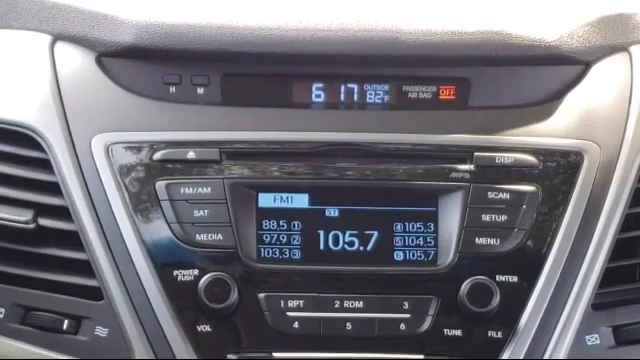 H M 6 17 OUTSIDE 82F PASSENGER AIR BAG OFF
DISP
MP3
FM/AM
SAT
MEDIA
FM1
ST
88,5 1
97,9 2
103,3 3
105.7
4 105,3
5 104,5
6 105,7
SCAN
SETUP
MENU
POWER
PUSH
VOL
1 RPT 2 RDM 3
4 5 6
ENTER
TUNE FILE